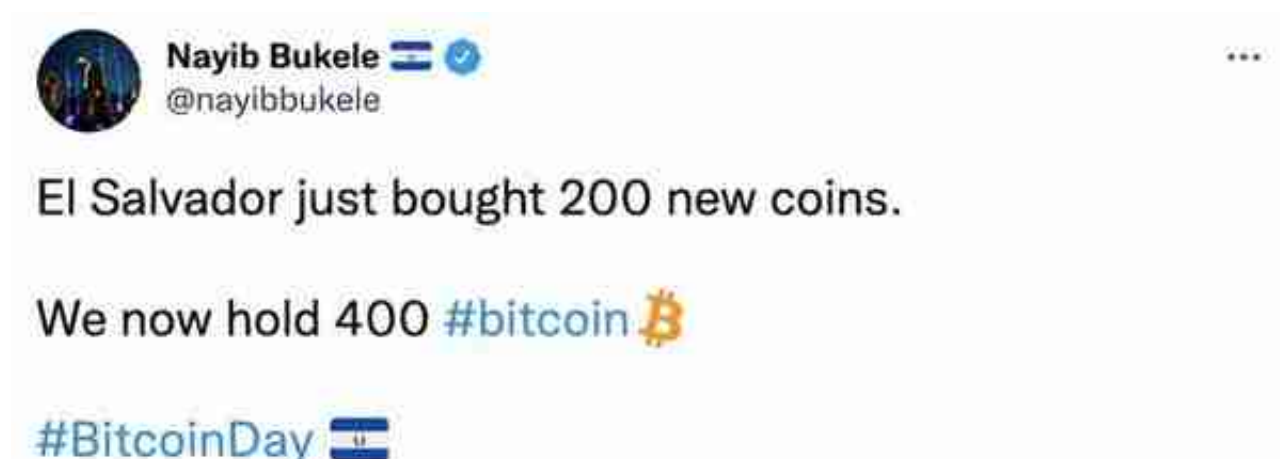 Nayib Bukele 🇸🇻
@nayibbukele
El Salvador just bought 200 new coins.
We now hold 400 #bitcoin
#BitcoinDay 🇸🇻